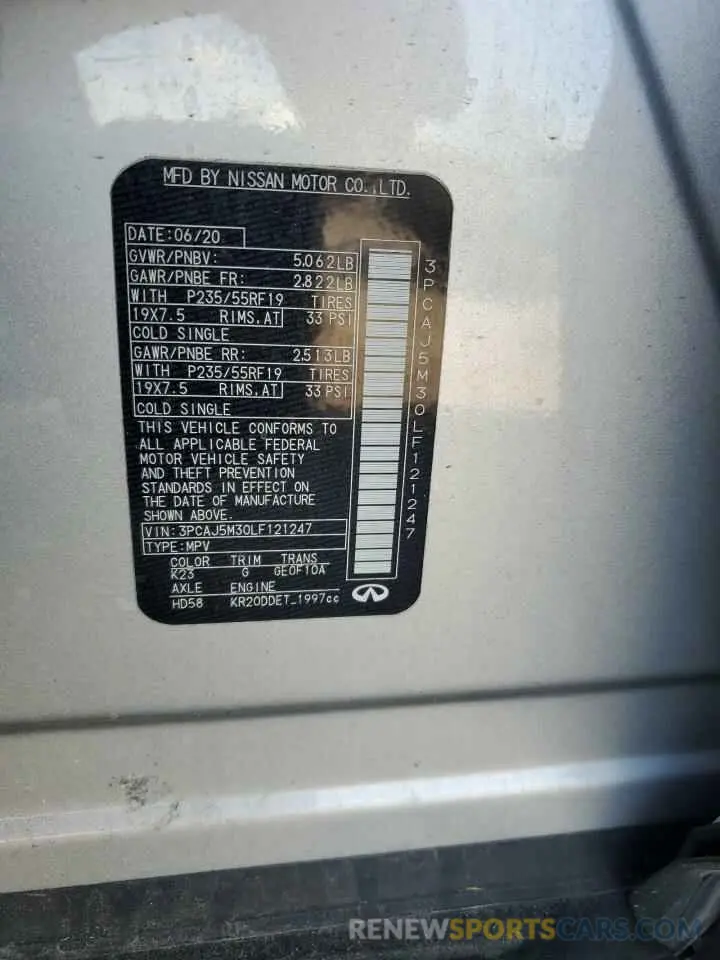 MFD BY NISSAN MOTOR CO.,LTD.
DATE:06/20
GVWR/PNBV: 5,062LB
GAWR/PNBE FR: 2,822LB
WITH P235/55RF19 TIRES
19X7.5 RIMS,AT 33 PSI
COLD SINGLE
GAWR/PNBE RR: 2,513LB
WITH P235/55RF19 TIRES
19X7.5 RIMS,AT 33 PSI
COLD SINGLE
THIS VEHICLE CONFORMS TO
ALL APPLICABLE FEDERAL
MOTOR VEHICLE SAFETY
AND THEFT PREVENTION
STANDARDS IN EFFECT ON
THE DATE OF MANUFACTURE
SHOWN ABOVE.
VIN:3PCAJ5M30LF121247
TYPE:MPV
COLOR TRIM TRANS
K23 G GE0F10A
AXLE ENGINE
HD58 KR20DDET_1997cc
3PCAJ5M30LF121247
RENEWSPORTSCARS.COM